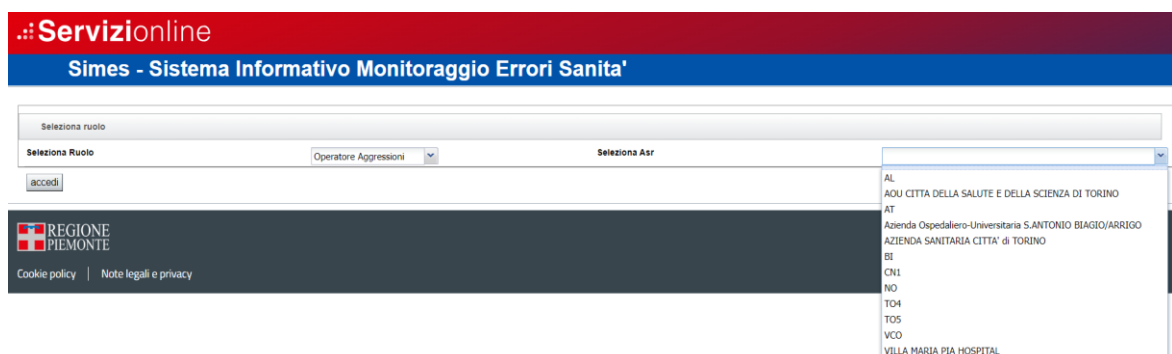 .:: Servizionline
Simes - Sistema Informativo Monitoraggio Errori Sanita'
Seleziona ruolo
Seleziona Ruolo
Operatore Aggressioni
Seleziona Asr
accedi
AL
AOU CITTA DELLA SALUTE E DELLA SCIENZA DI TORINO
AT
Azienda Ospedaliero-Universitaria S.ANTONIO BIAGIO/ARRIGO
AZIENDA SANITARIA CITTA' di TORINO
BI
CN1
NO
TO4
TO5
VCO
VILLA MARIA PIA HOSPITAL
REGIONE
PIEMONTE
Cookie policy | Note legali e privacy